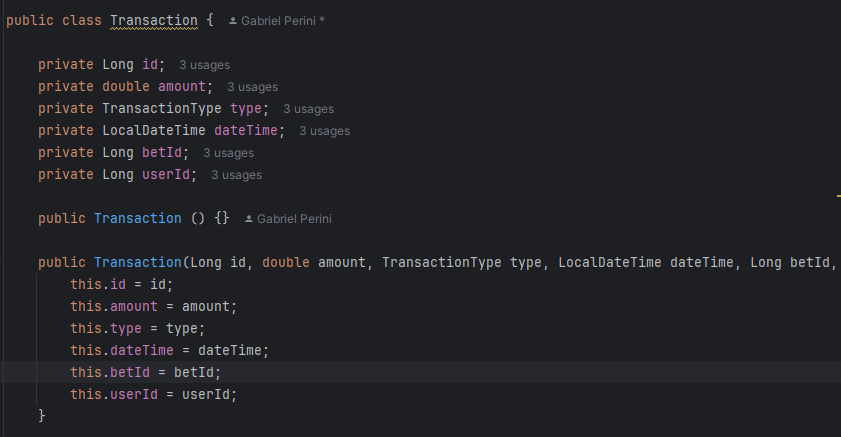 public class Transaction { Gabriel Perini *
private Long id; 3 usages
private double amount; 3 usages
private TransactionType type; 3 usages
private LocalDateTime dateTime; 3 usages
private Long betId; 3 usages
private Long userId; 3 usages
public Transaction () {} Gabriel Perini
public Transaction(Long id, double amount, TransactionType type, LocalDateTime dateTime, Long betId,
this.id = id;
this.amount = amount;
this.type = type;
this.dateTime = dateTime;
this.betId = betId;
this.userId = userId;
}